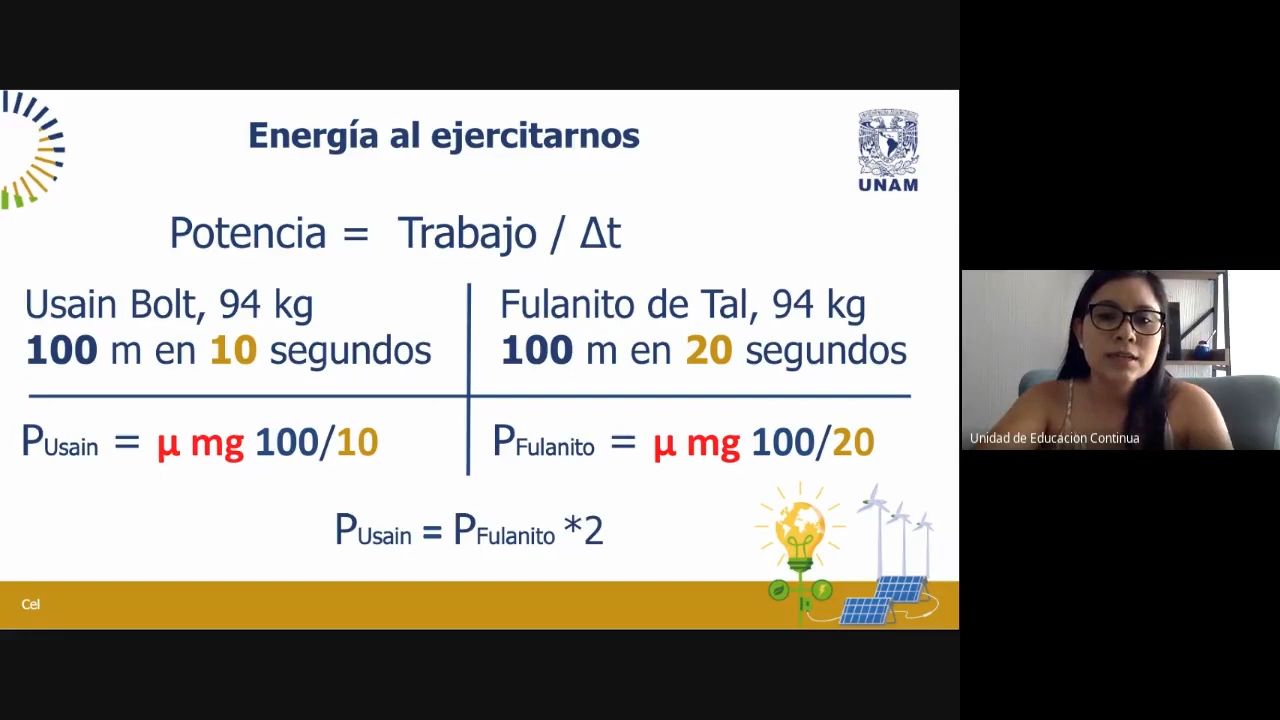 Energía al ejercitarnos
UNAM
Potencia = Trabajo / Δt
Usain Bolt, 94 kg
100 m en 10 segundos
Fulanito de Tal, 94 kg
100 m en 20 segundos
PUsain = μ mg 100/10
PFulanito = μ mg 100/20
PUsain = PFulanito *2
Cel
Unidad de Educación Continua